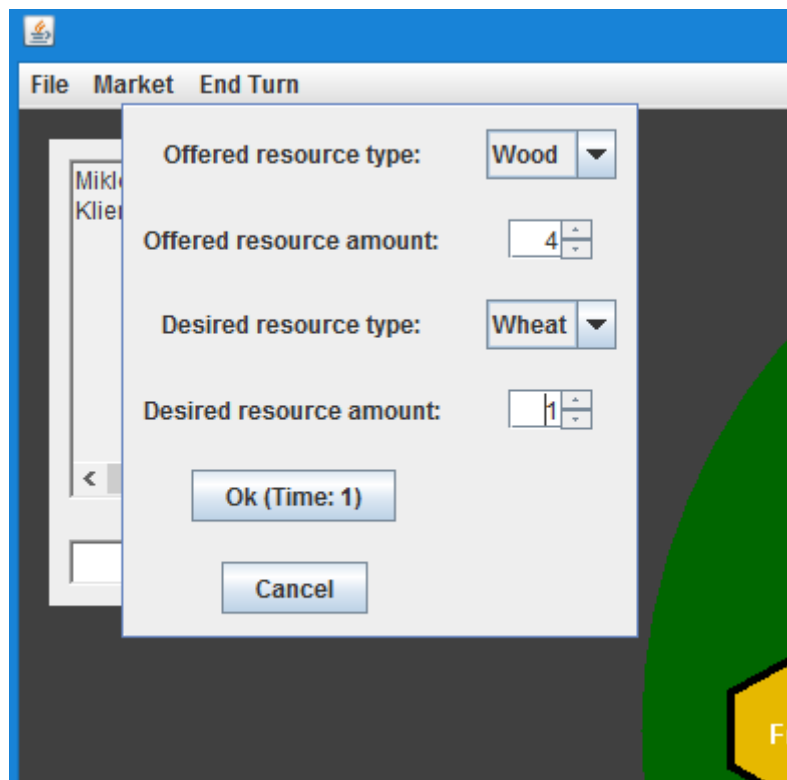 File Market End Turn
Offered resource type: Wood
Offered resource amount: 4
Desired resource type: Wheat
Desired resource amount: 1
Ok (Time: 1)
Cancel